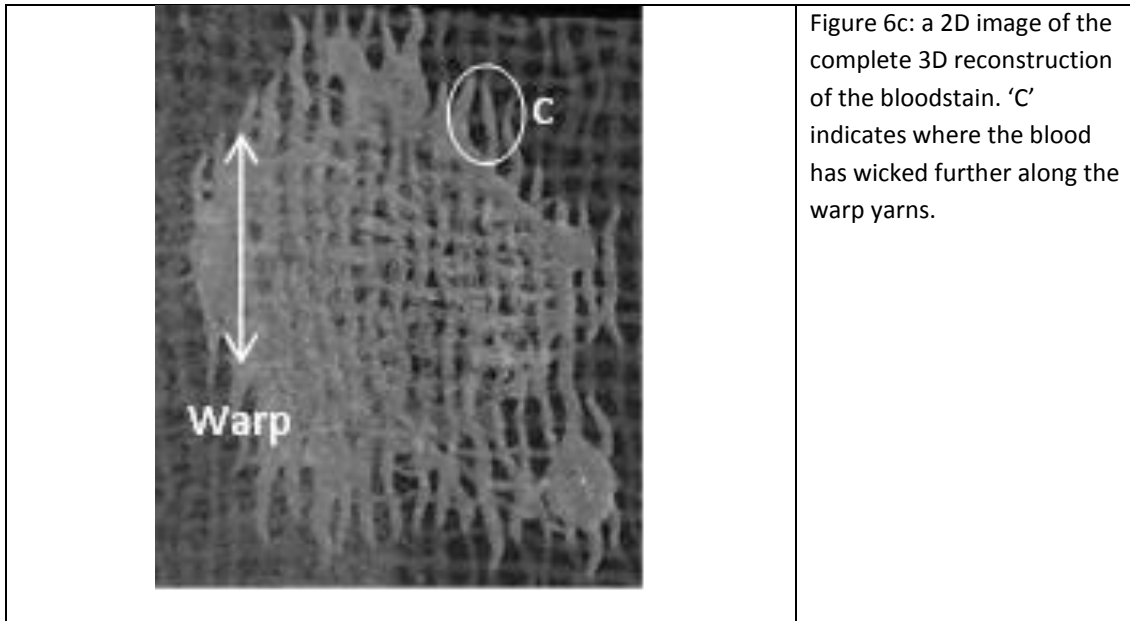 C
Warp
Figure 6c: a 2D image of the
complete 3D reconstruction
of the bloodstain. ‘C’
indicates where the blood
has wicked further along the
warp yarns.